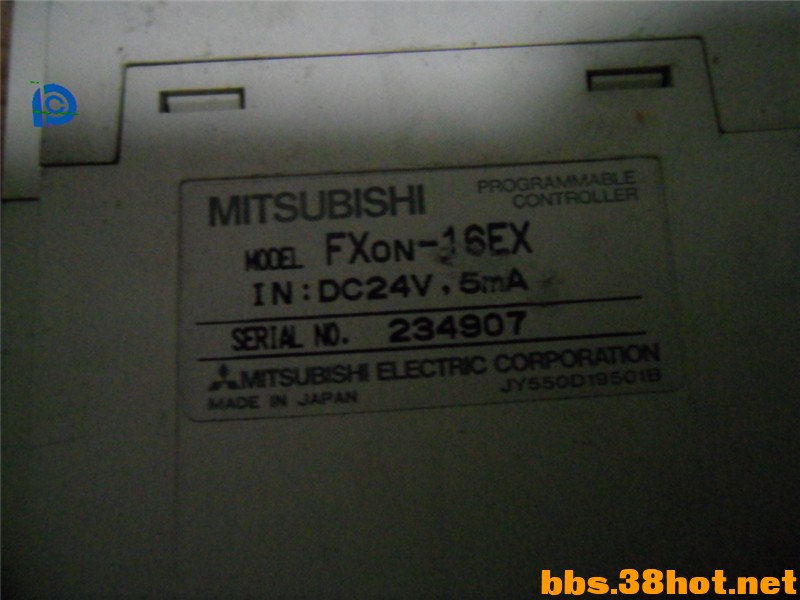 MITSUBISHI
PROGRAMMABLE
CONTROLLER
MODEL FX0N-16EX
IN:DC24V, 5mA
SERIAL NO. 234907
MITSUBISHI ELECTRIC CORPORATION
MADE IN JAPAN
JY550D19501B
bbs.38hot.net